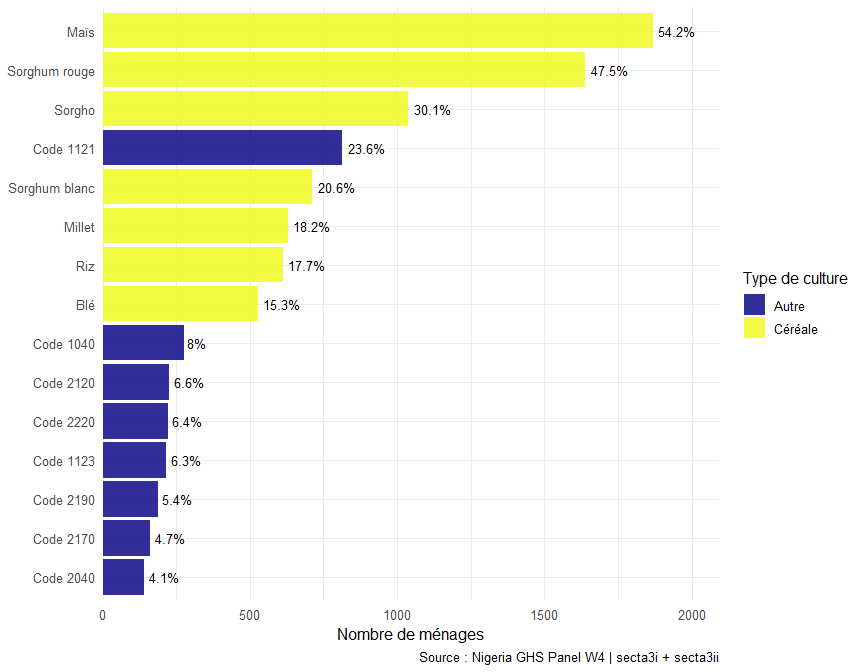 Maïs
54.2%
Sorghum rouge
47.5%
Sorgho
30.1%
Code 1121
23.6%
Sorghum blanc
20.6%
Millet
18.2%
Riz
17.7%
Blé
15.3%
Code 1040
8%
Code 2120
6.6%
Code 2220
6.4%
Code 1123
6.3%
Code 2190
5.4%
Code 2170
4.7%
Code 2040
4.1%
0
500
1000
1500
2000
Nombre de ménages
Source : Nigeria GHS Panel W4 | secta3i + secta3ii
Type de culture
Autre
Céréale